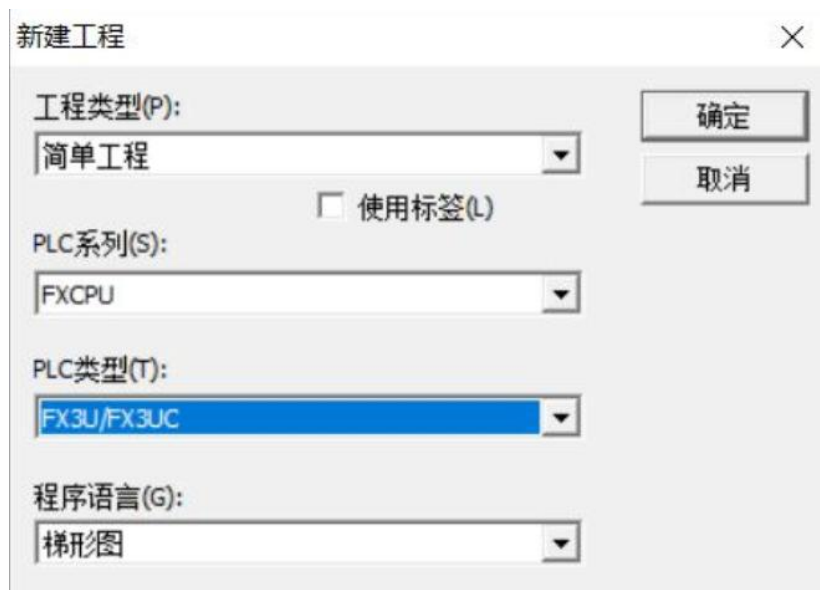 新建工程
工程类型(P):
确定
简单工程
取消
使用标签(L)
PLC系列(S):
FXCPU
PLC类型(T):
FX3U/FX3UC
程序语言(G):
梯形图